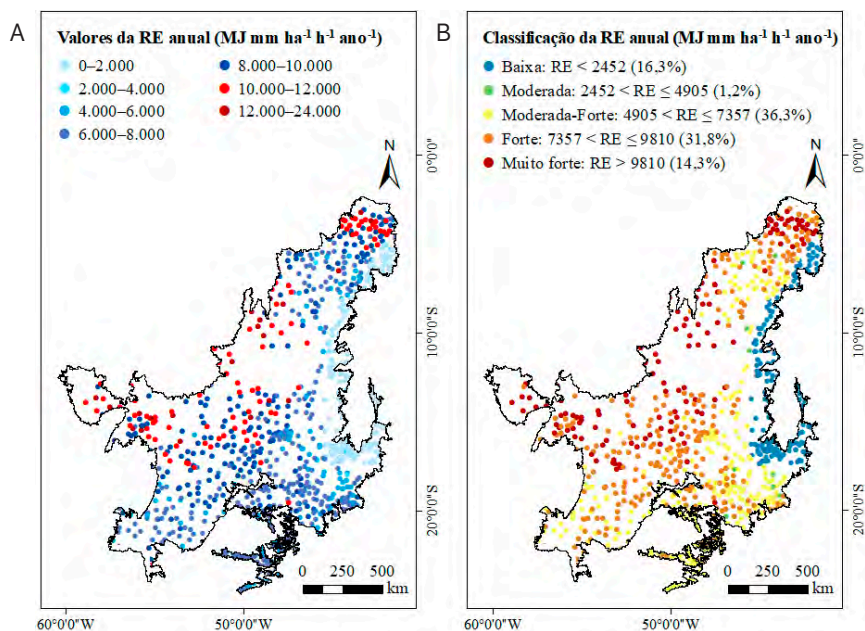 A
Valores da RE anual (MJ mm ha⁻¹ h⁻¹ ano⁻¹)
0–2.000
2.000–4.000
4.000–6.000
6.000–8.000
8.000–10.000
10.000–12.000
12.000–24.000
N
0 250 500
km
60°0'0"W
50°0'0"W
B
Classificação da RE anual (MJ mm ha⁻¹ h⁻¹ ano⁻¹)
Baixa: RE < 2452 (16,3%)
Moderada: 2452 < RE ≤ 4905 (1,2%)
Moderada-Forte: 4905 < RE ≤ 7357 (36,3%)
Forte: 7357 < RE ≤ 9810 (31,8%)
Muito forte: RE > 9810 (14,3%)
N
0°0'0"S
10°0'0"S
20°0'0"S
0 250 500
km
60°0'0"W
50°0'0"W
0°0'0"S
10°0'0"S
20°0'0"S